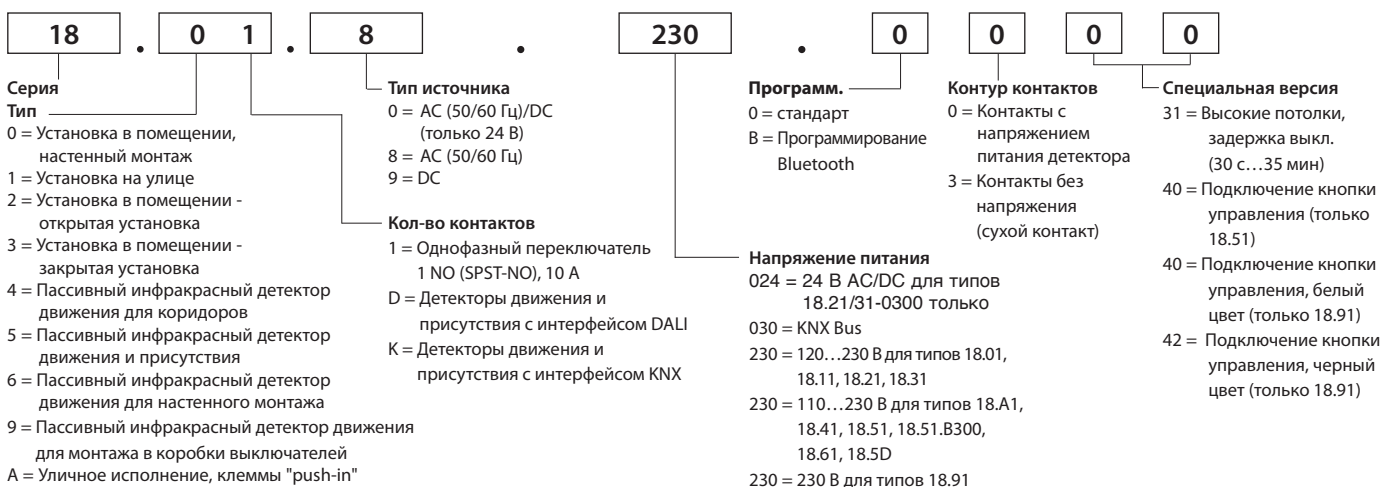 18 . 0 1 . 8 . 230 . 0 0 0 0
Серия
Тип
0 = Установка в помещении,
настенный монтаж
1 = Установка на улице
2 = Установка в помещении -
открытая установка
3 = Установка в помещении -
закрытая установка
4 = Пассивный инфракрасный детектор
движения для коридоров
5 = Пассивный инфракрасный детектор
движения и присутствия
6 = Пассивный инфракрасный детектор
движения для настенного монтажа
9 = Пассивный инфракрасный детектор движения
для монтажа в коробки выключателей
A = Уличное исполнение, клеммы "push-in"
Тип источника
0 = AC (50/60 Гц)/DC
(только 24 В)
8 = AC (50/60 Гц)
9 = DC
Кол-во контактов
1 = Однофазный переключатель
1 NO (SPST-NO), 10 A
D = Детекторы движения и
присутствия с интерфейсом DALI
K = Детекторы движения и
присутствия с интерфейсом KNX
Программ.
0 = стандарт
B = Программирование
Bluetooth
Контур контактов
0 = Контакты с
напряжением
питания детектора
3 = Контакты без
напряжения
(сухой контакт)
Напряжение питания
024 = 24 В AC/DC для типов
18.21/31-0300 только
030 = KNX Bus
230 = 120…230 В для типов 18.01,
18.11, 18.21, 18.31
230 = 110…230 В для типов 18.A1,
18.41, 18.51, 18.51.B300,
18.61, 18.5D
230 = 230 В для типов 18.91
Специальная версия
31 = Высокие потолки,
задержка выкл.
(30 с…35 мин)
40 = Подключение кнопки
управления (только
18.51)
40 = Подключение кнопки
управления, белый
цвет (только 18.91)
42 = Подключение кнопки
управления, черный
цвет (только 18.91)